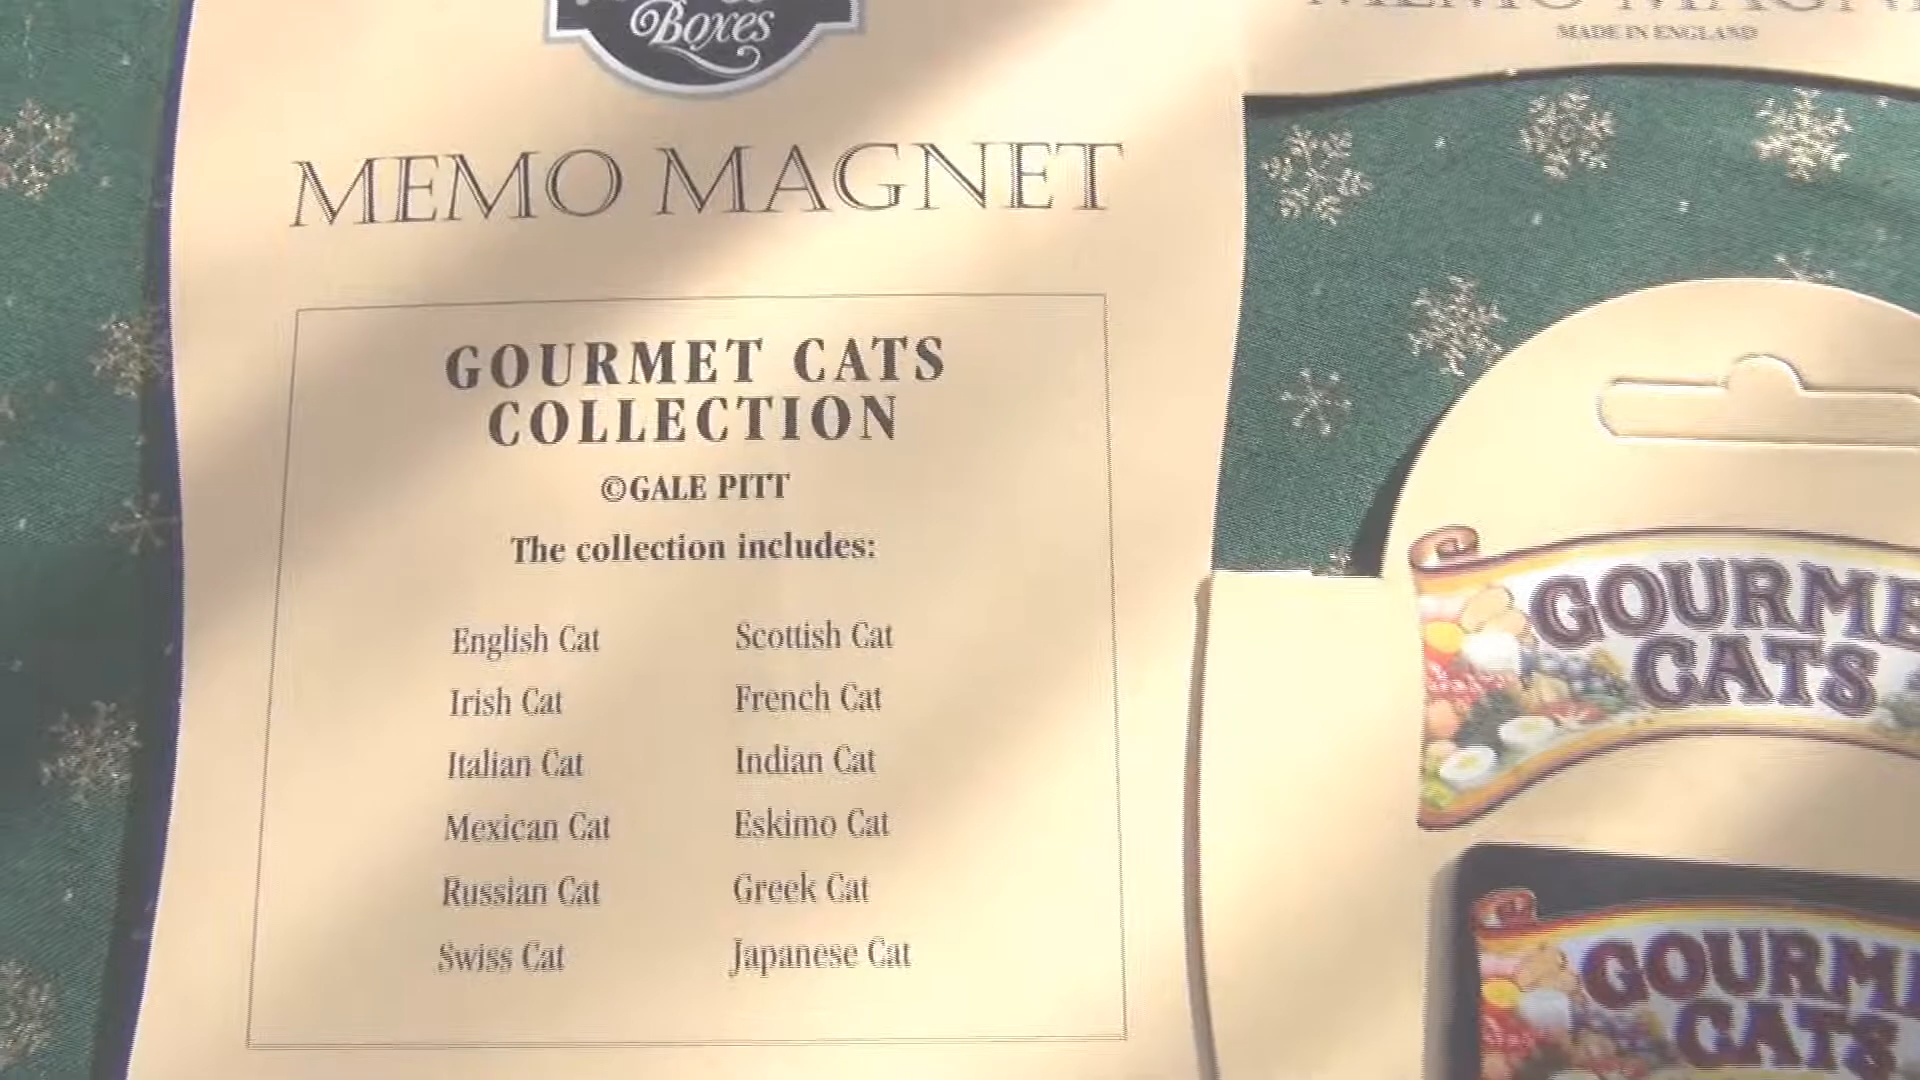 Boxes
MEMO MAGNET
GOURMET CATS
COLLECTION
©GALE PITT
The collection includes:
English Cat Scottish Cat
Irish Cat French Cat
Italian Cat Indian Cat
Mexican Cat Eskimo Cat
Russian Cat Greek Cat
Swiss Cat Japanese Cat
MEMO MAGN
MADE IN ENGLAND
GOURME
CATS
GOURM
CATS